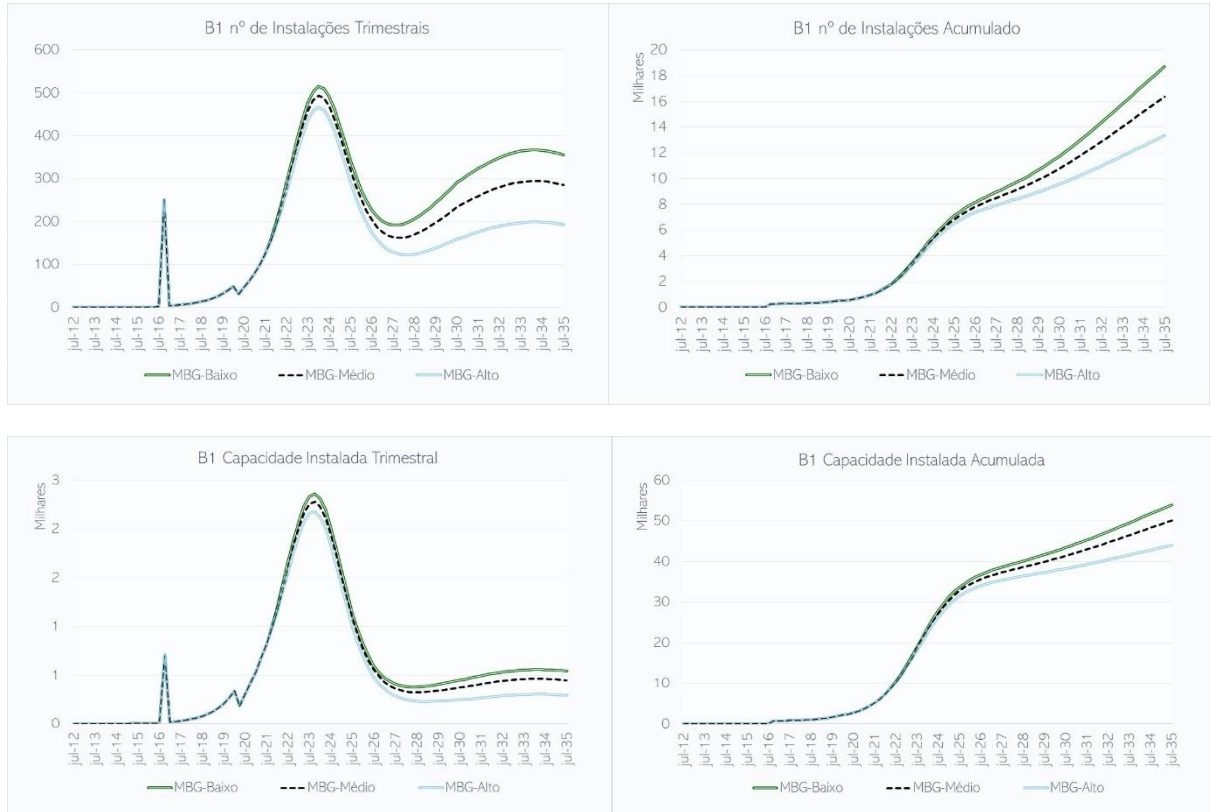 B1 nº de Instalações Trimestrais
600
500
400
300
200
100
0
jul-12 jul-13 jul-14 jul-15 jul-16 jul-17 jul-18 jul-19 jul-20 jul-21 jul-22 jul-23 jul-24 jul-25 jul-26 jul-27 jul-28 jul-29 jul-30 jul-31 jul-32 jul-33 jul-34 jul-35
MBG-Baixo MBG-Médio MBG-Alto
B1 nº de Instalações Acumulado
Milhares
20
18
16
14
12
10
8
6
4
2
0
jul-12 jul-13 jul-14 jul-15 jul-16 jul-17 jul-18 jul-19 jul-20 jul-21 jul-22 jul-23 jul-24 jul-25 jul-26 jul-27 jul-28 jul-29 jul-30 jul-31 jul-32 jul-33 jul-34 jul-35
MBG-Baixo MBG-Médio MBG-Alto
B1 Capacidade Instalada Trimestral
Milhares
3
2
2
1
1
0
jul-12 jul-13 jul-14 jul-15 jul-16 jul-17 jul-18 jul-19 jul-20 jul-21 jul-22 jul-23 jul-24 jul-25 jul-26 jul-27 jul-28 jul-29 jul-30 jul-31 jul-32 jul-33 jul-34 jul-35
MBG-Baixo MBG-Médio MBG-Alto
B1 Capacidade Instalada Acumulada
Milhares
60
50
40
30
20
10
0
jul-12 jul-13 jul-14 jul-15 jul-16 jul-17 jul-18 jul-19 jul-20 jul-21 jul-22 jul-23 jul-24 jul-25 jul-26 jul-27 jul-28 jul-29 jul-30 jul-31 jul-32 jul-33 jul-34 jul-35
MBG-Baixo MBG-Médio MBG-Alto